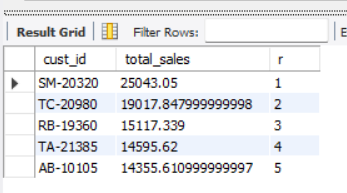 Result Grid Filter Rows: E
cust_id total_sales r
SM-20320 25043.05 1
TC-20980 19017.847999999998 2
RB-19360 15117.339 3
TA-21385 14595.62 4
AB-10105 14355.610999999997 5